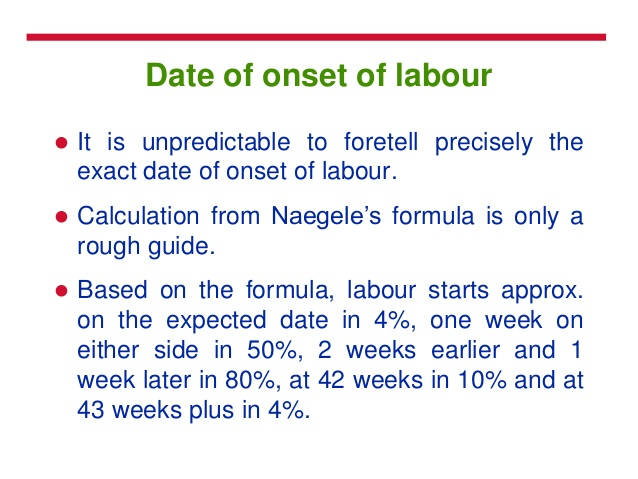 Date of onset of labour
● It is unpredictable to foretell precisely the
exact date of onset of labour.
● Calculation from Naegele's formula is only a
rough guide.
● Based on the formula, labour starts approx.
on the expected date in 4%, one week on
either side in 50%, 2 weeks earlier and 1
week later in 80%, at 42 weeks in 10% and at
43 weeks plus in 4%.